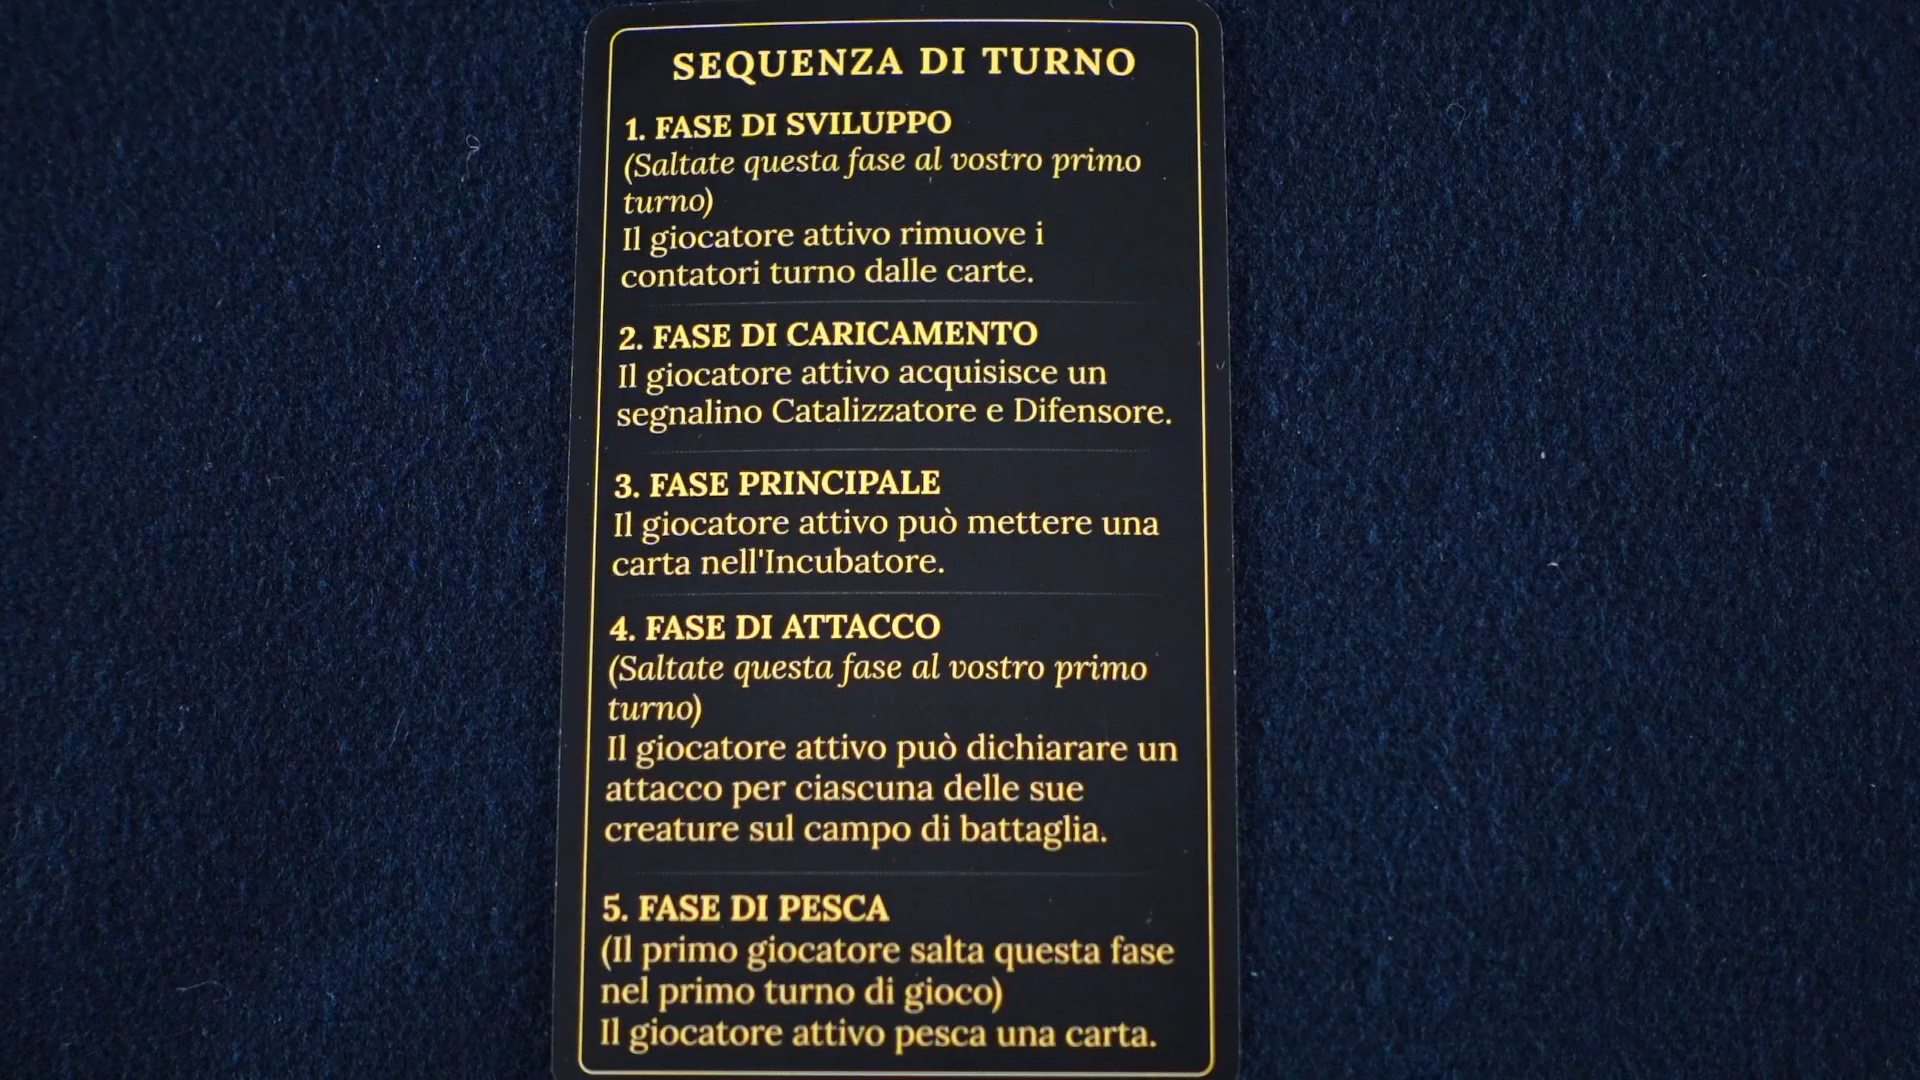 SEQUENZA DI TURNO
1. FASE DI SVILUPPO
(Saltate questa fase al vostro primo
turno)
Il giocatore attivo rimuove i
contatori turno dalle carte.
2. FASE DI CARICAMENTO
Il giocatore attivo acquisisce un
segnalino Catalizzatore e Difensore.
3. FASE PRINCIPALE
Il giocatore attivo può mettere una
carta nell'Incubatore.
4. FASE DI ATTACCO
(Saltate questa fase al vostro primo
turno)
Il giocatore attivo può dichiarare un
attacco per ciascuna delle sue
creature sul campo di battaglia.
5. FASE DI PESCA
(Il primo giocatore salta questa fase
nel primo turno di gioco)
Il giocatore attivo pesca una carta.